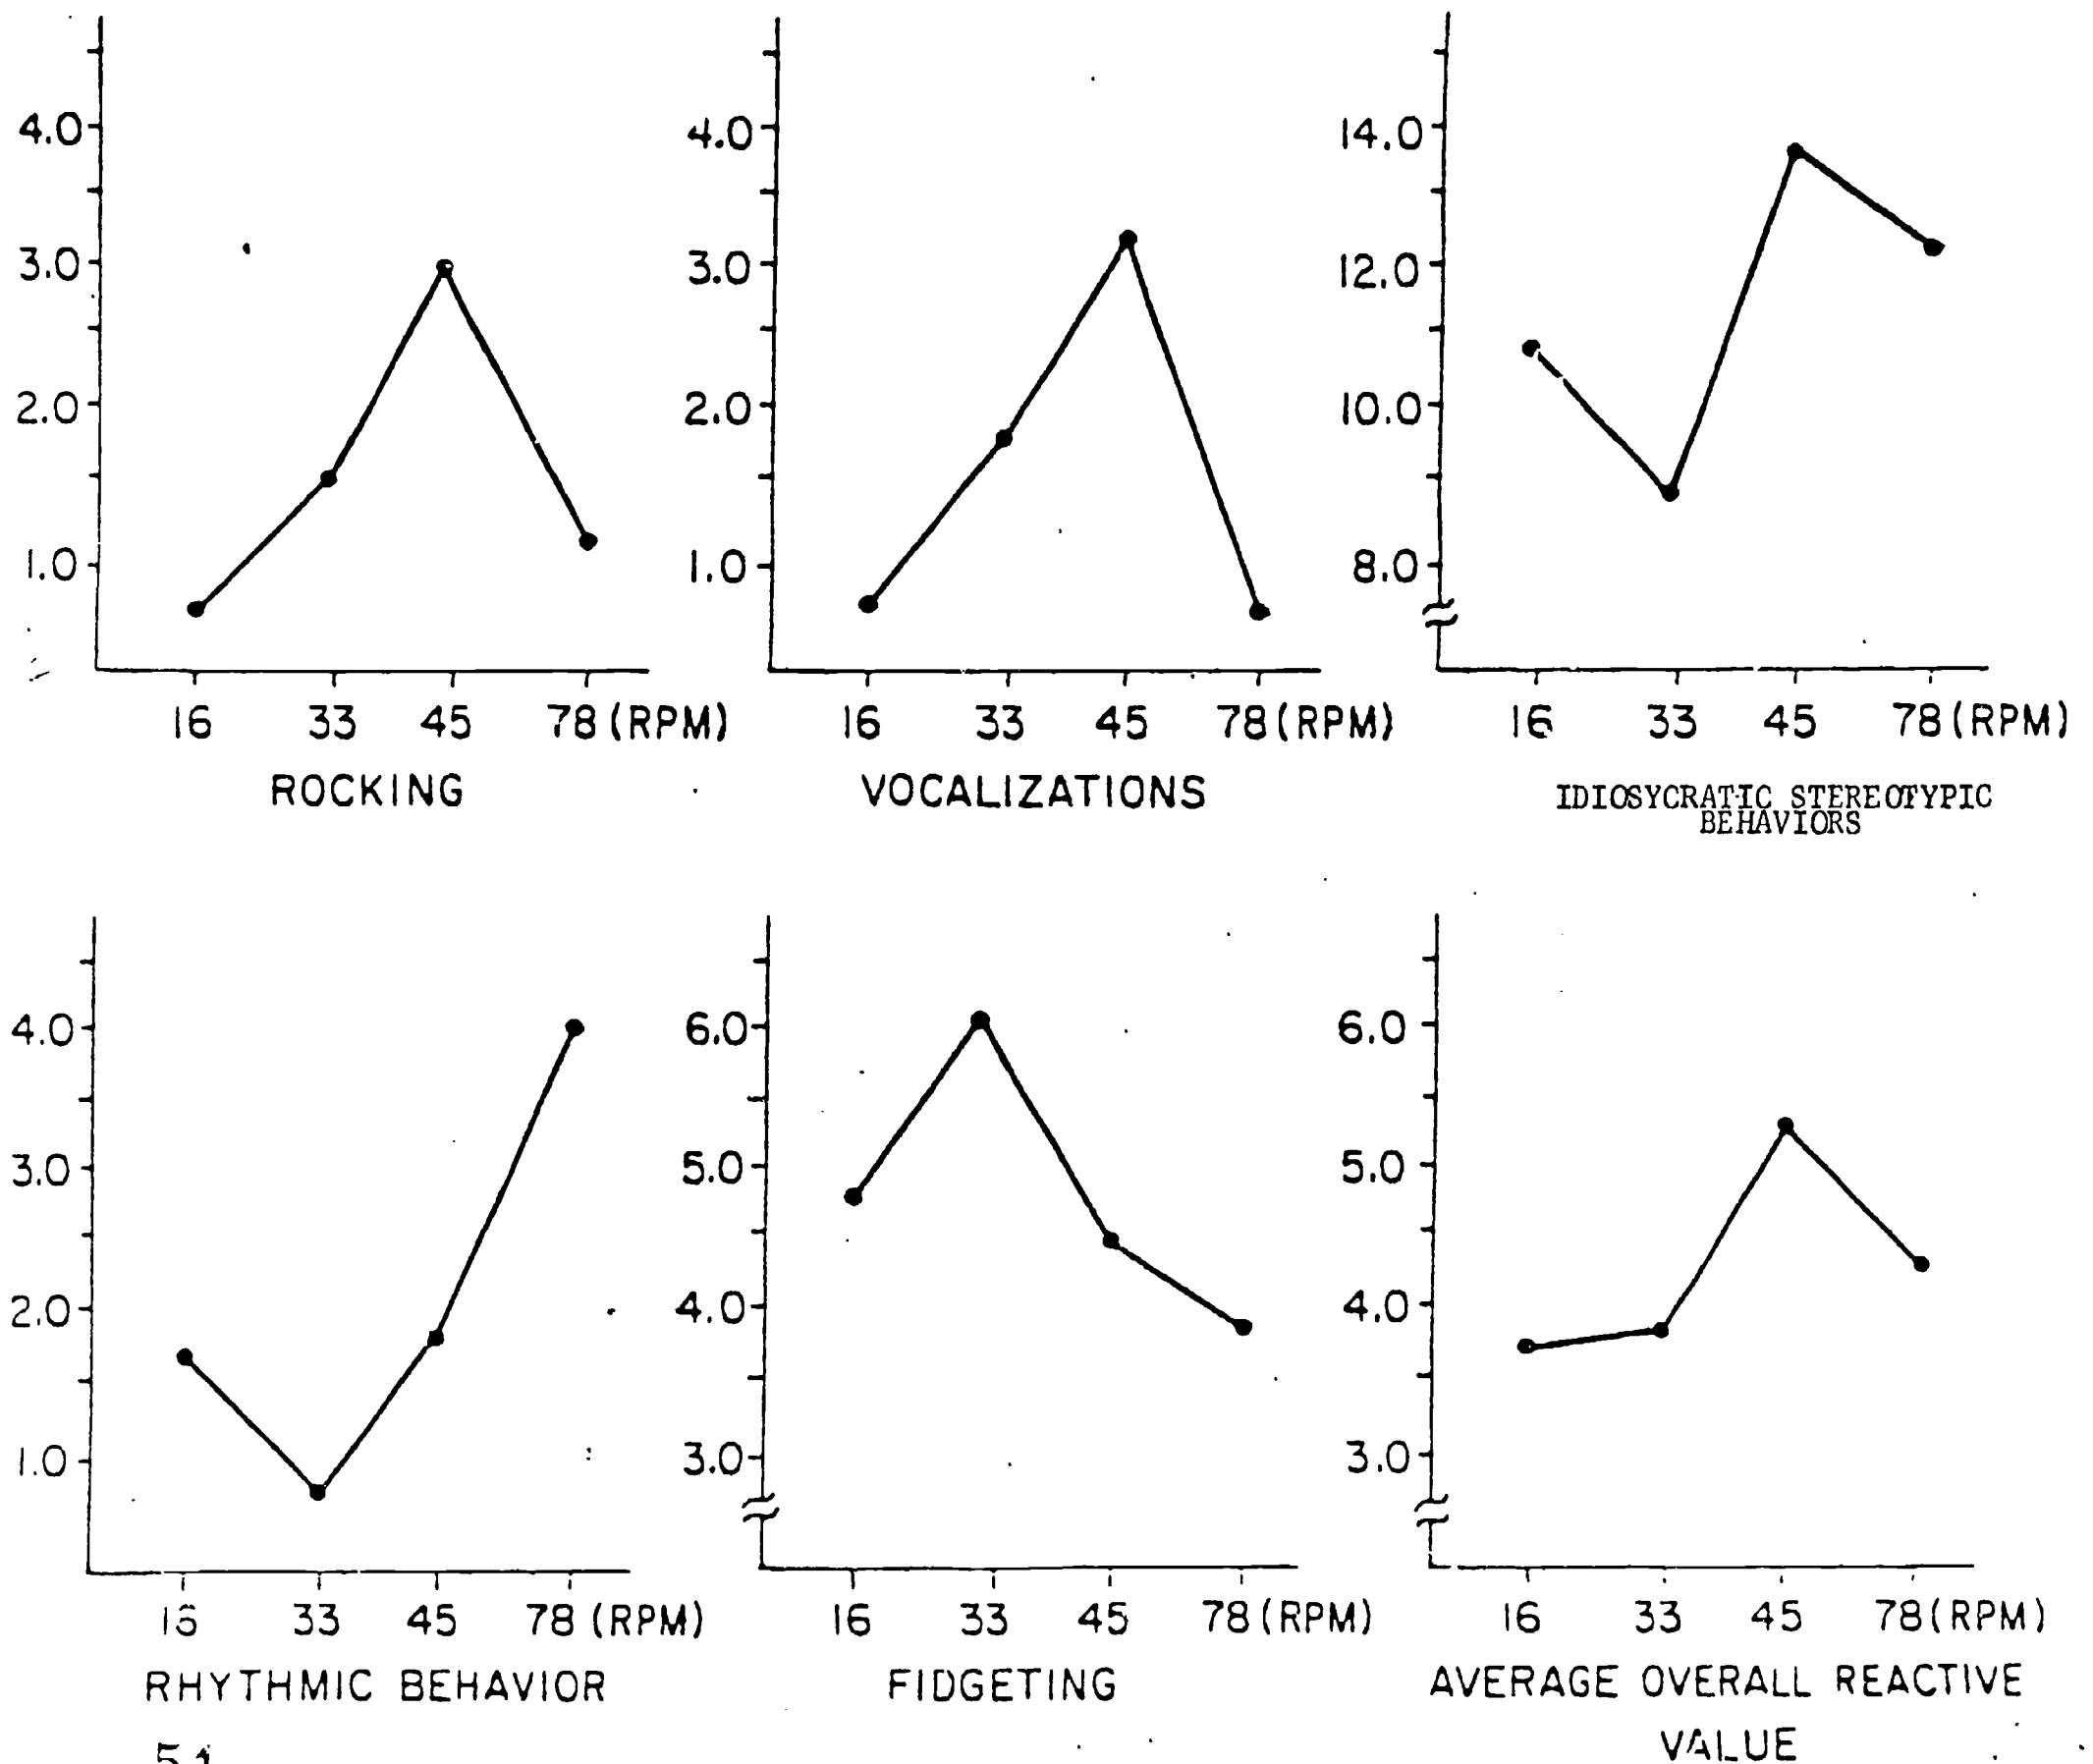 4.0
3.0
2.0
1.0
16 33 45 78 (RPM)
ROCKING
4.0
3.0
2.0
1.0
16 33 45 78 (RPM)
VOCALIZATIONS
14.0
12.0
10.0
8.0
16 33 45 78 (RPM)
IDIOSYCRATIC STEREOTYPIC
BEHAVIORS
4.0
3.0
2.0
1.0
16 33 45 78 (RPM)
RHYTHMIC BEHAVIOR
6.0
5.0
4.0
3.0
16 33 45 78 (RPM)
FIDGETING
6.0
5.0
4.0
3.0
16 33 45 78 (RPM)
AVERAGE OVERALL REACTIVE
VALUE